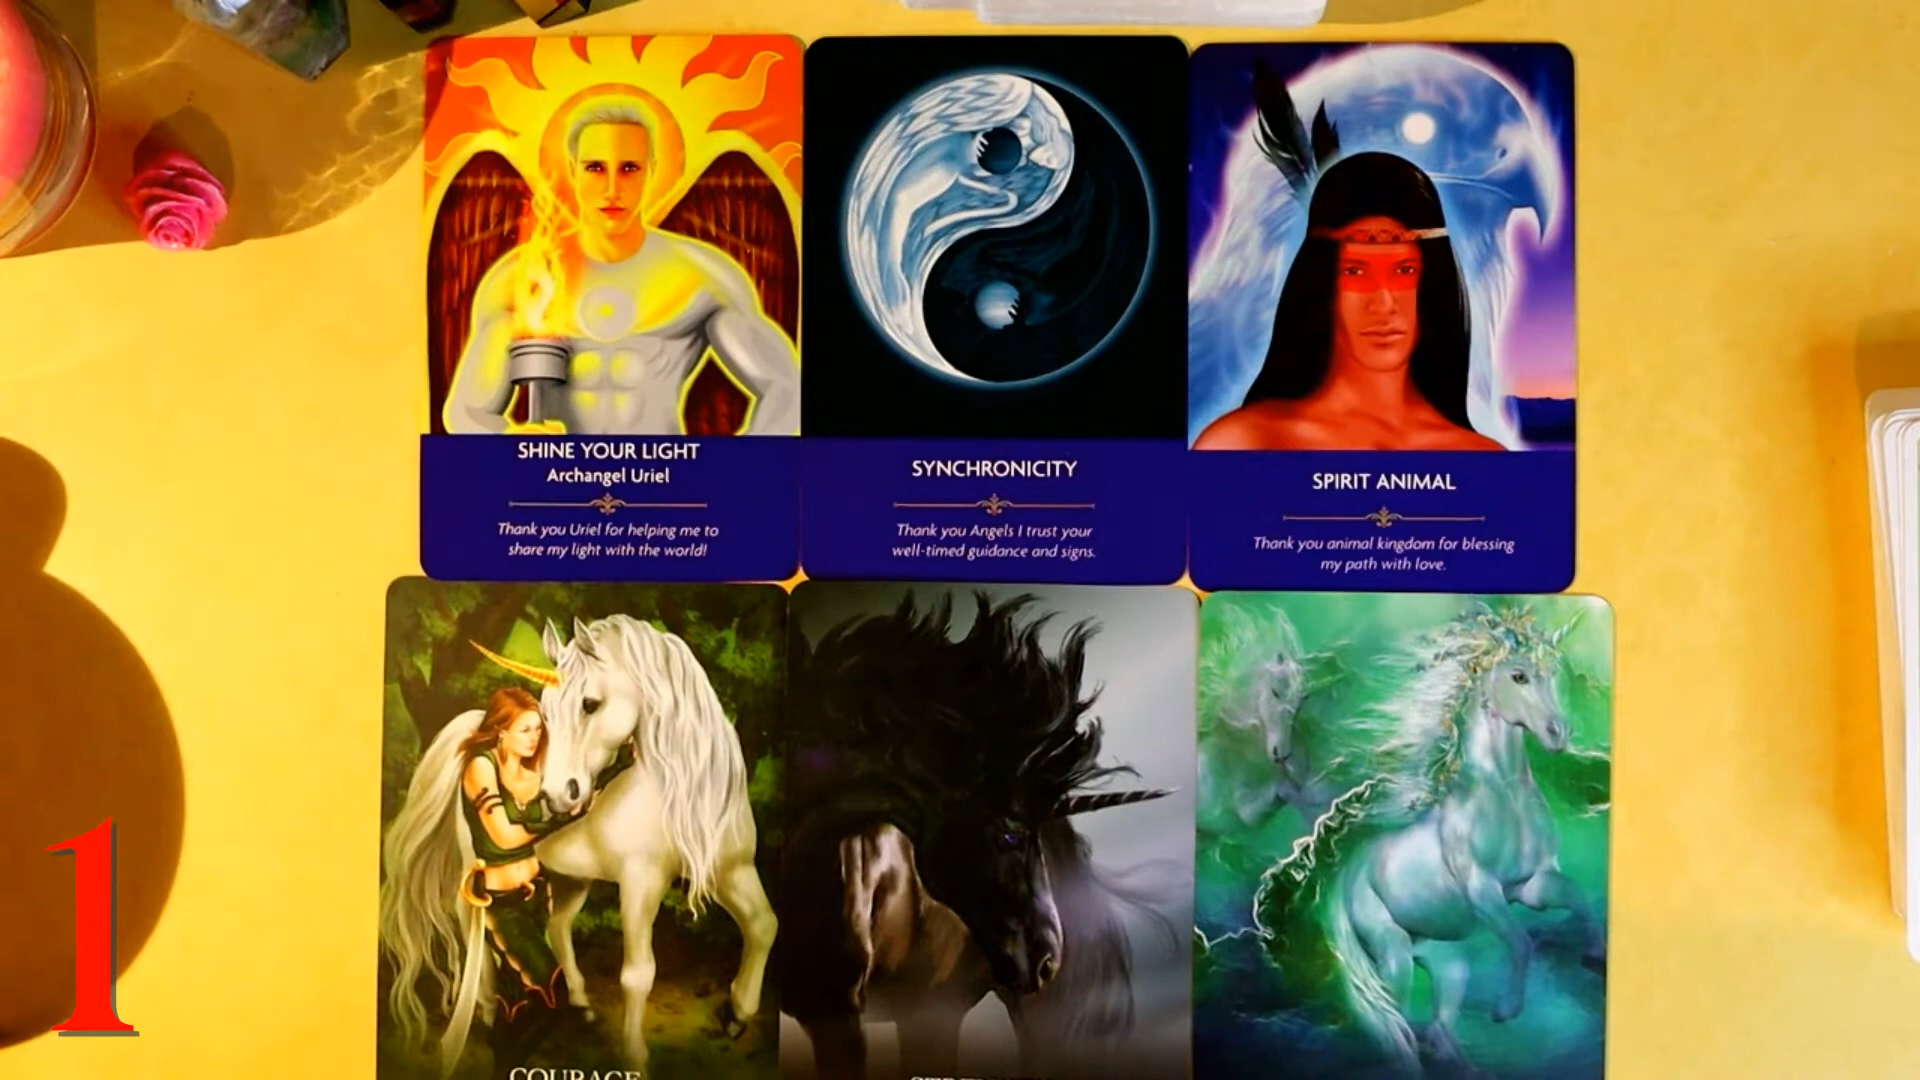 SHINE YOUR LIGHT
Archangel Uriel
Thank you Uriel for helping me to
share my light with the world!
SYNCHRONICITY
Thank you Angels I trust your
well-timed guidance and signs.
SPIRIT ANIMAL
Thank you animal kingdom for blessing
my path with love.
COURAGE
1